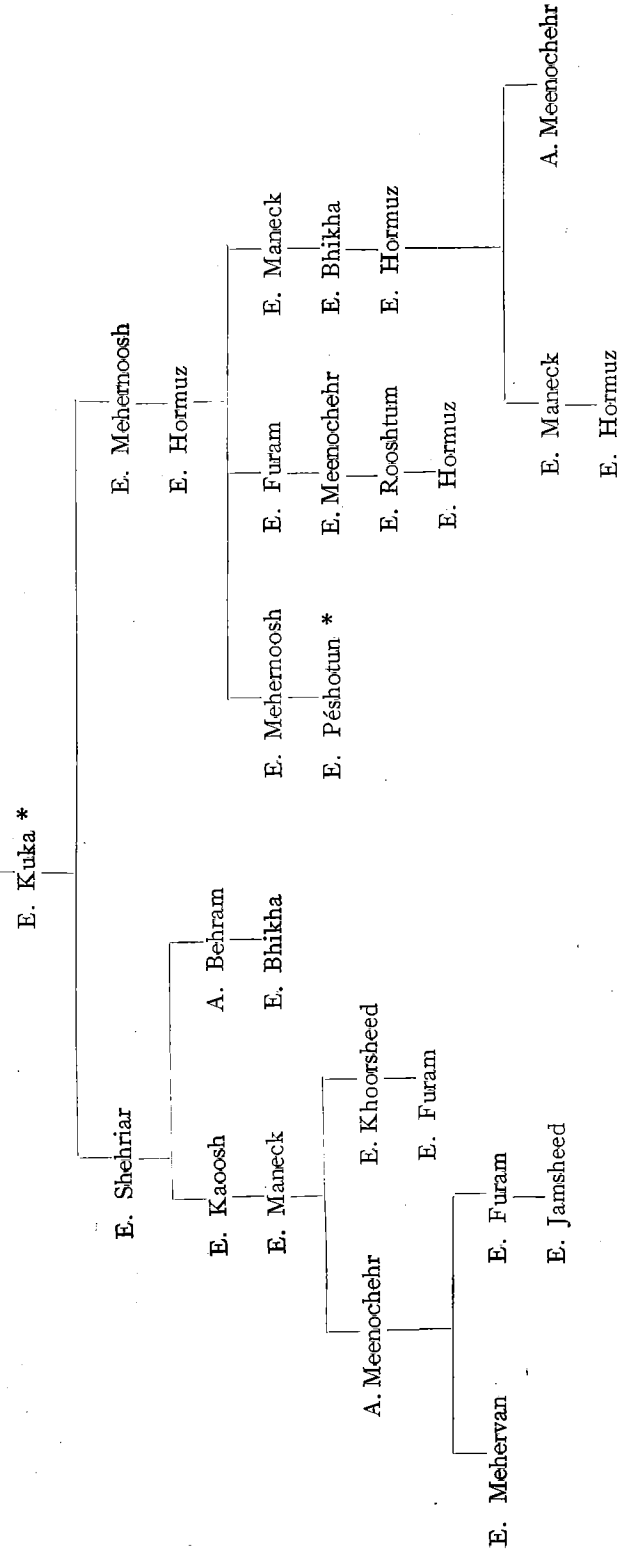 E. Kuka *
E. Shehriar
E. Mehernoosh
E. Hormuz
E. Kaoosh
A. Behram
E. Maneck
E. Bhikha
E. Mehernoosh
E. Furam
E. Maneck
E. Péshotun *
E. Meenochehr
E. Bhikha
E. Rooshtum
E. Hormuz
E. Hormuz
A. Meenochehr
E. Khoorsheed
E. Furam
E. Mehervan
E. Furam
E. Jamsheed
E. Maneck
A. Meenochehr
E. Hormuz